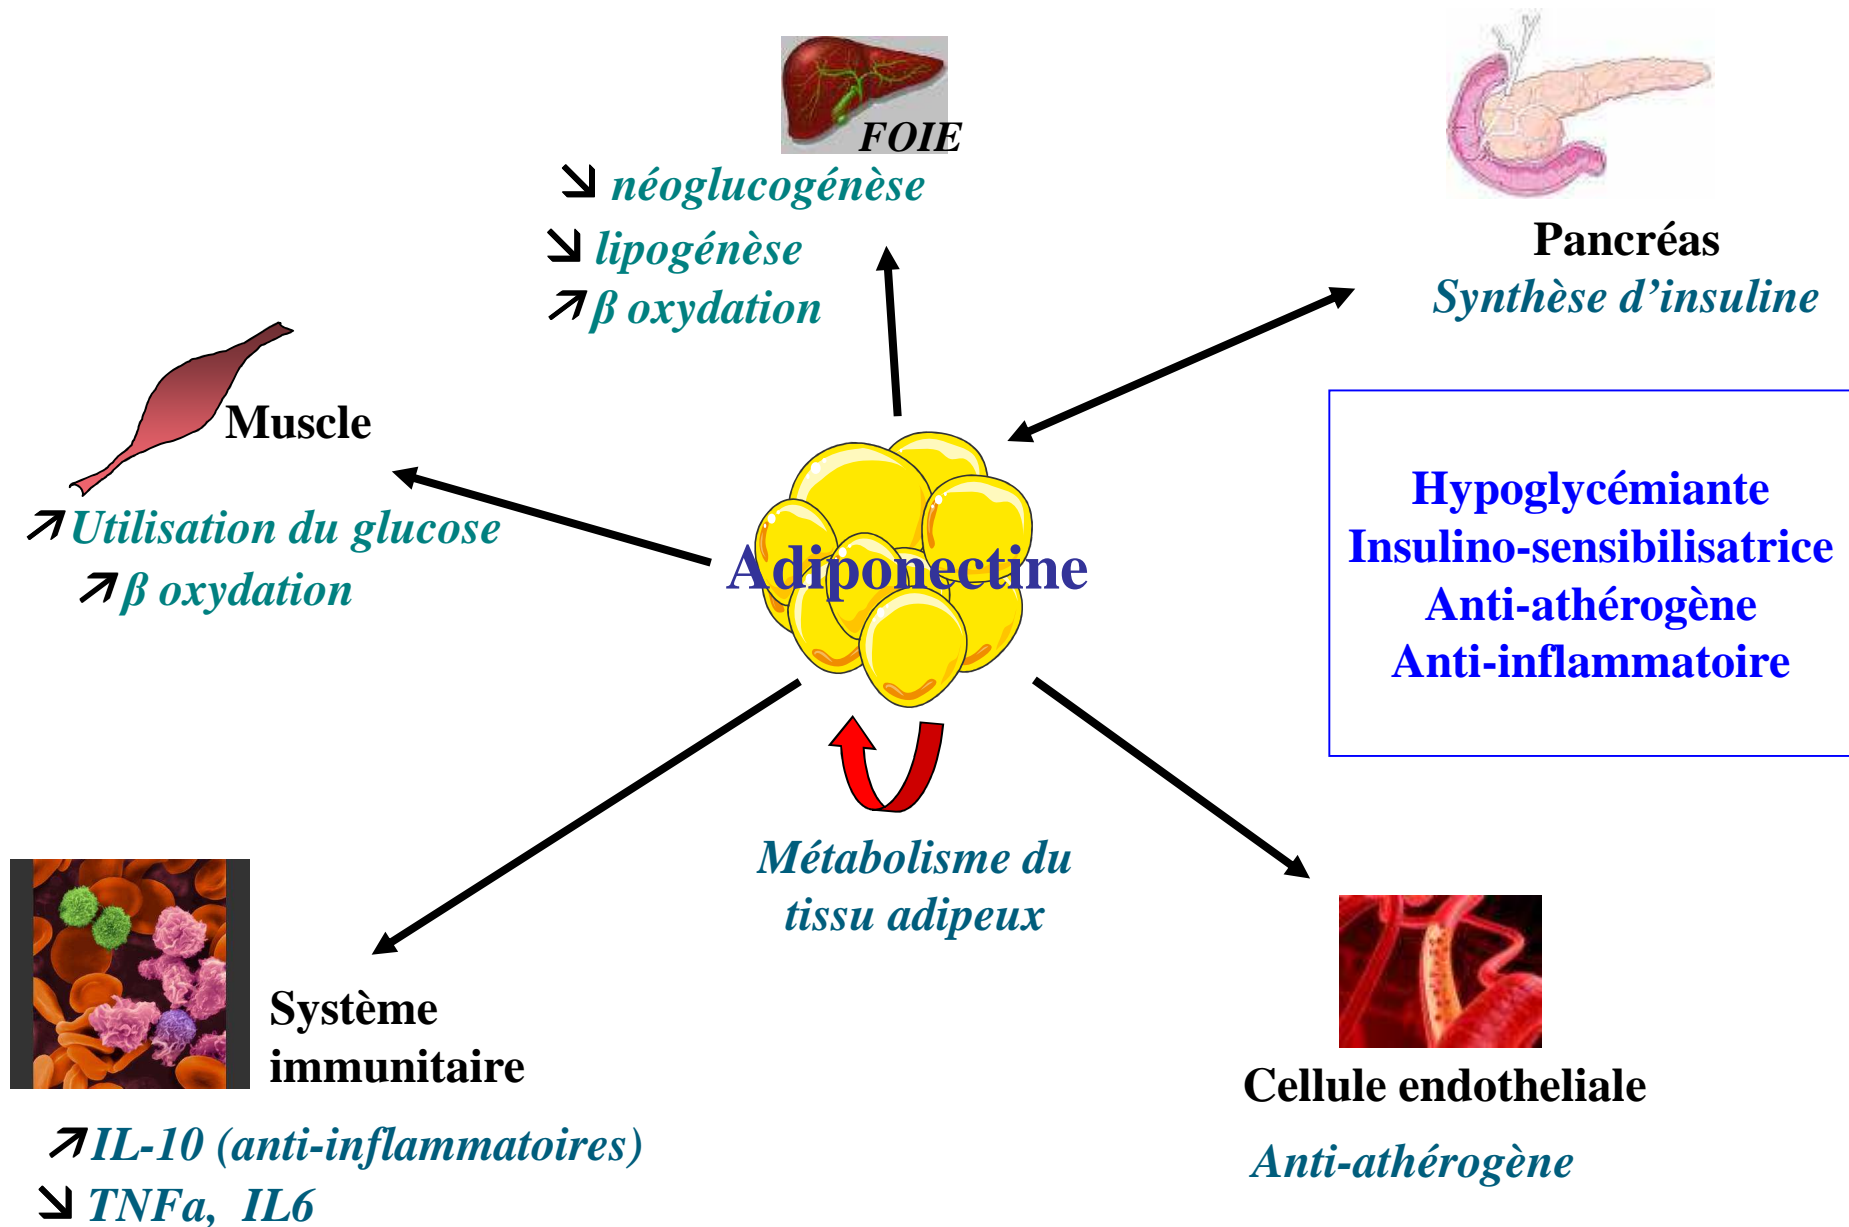 FOIE
↘ néoglucogénèse
↘ lipogénèse
↗ β oxydation
Pancréas
Synthèse d’insuline
Muscle
↗ Utilisation du glucose
↗ β oxydation
Adiponectine
Hypoglycémiante
Insulino-sensibilisatrice
Anti-athérogène
Anti-inflammatoire
Métabolisme du
tissu adipeux
Système
immunitaire
↗ IL-10 (anti-inflammatoires)
↘ TNFa, IL6
Cellule endotheliale
Anti-athérogène